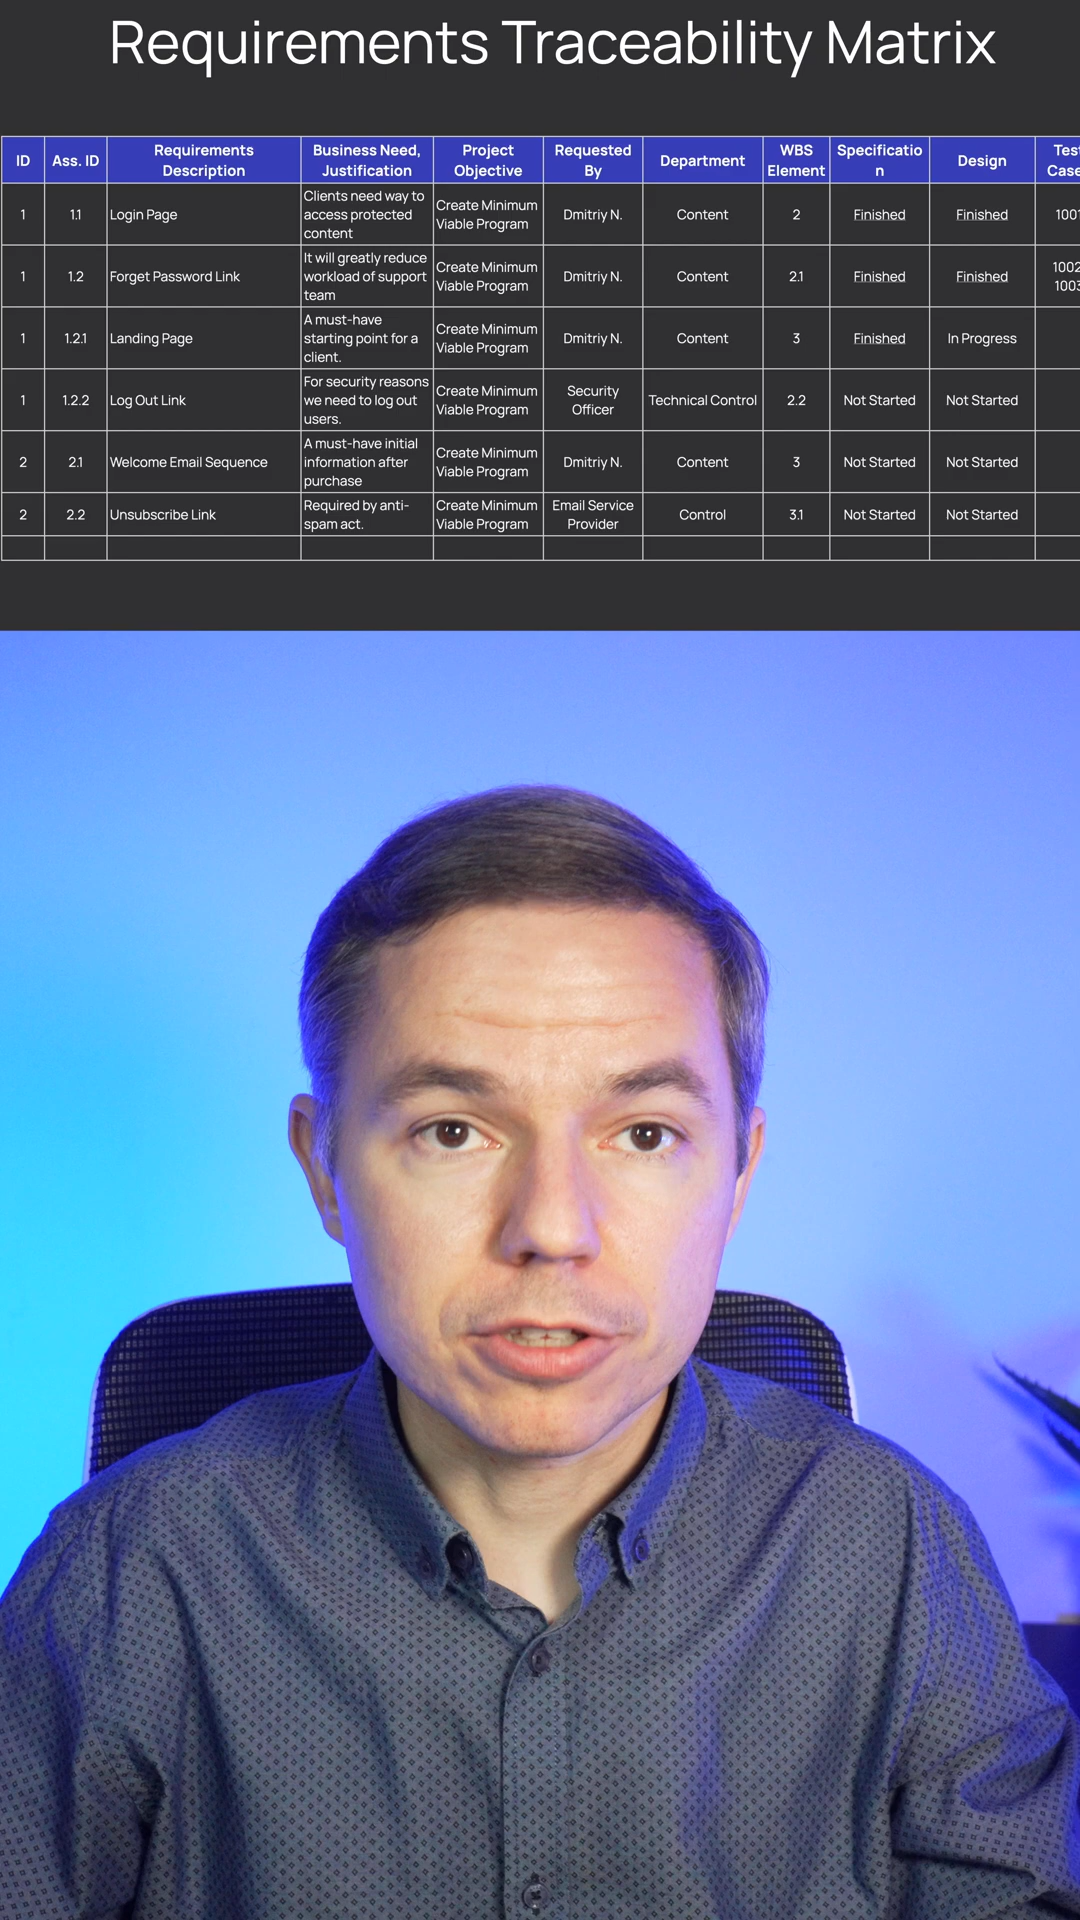 Requirements Traceability Matrix
ID Ass. ID Requirements Description Business Need, Justification Project Objective Requested By Department WBS Element Specification Design Test Case
1 1.1 Login Page Clients need way to access protected content Create Minimum Viable Program Dmitriy N. Content 2 Finished Finished 1001
1 1.2 Forget Password Link It will greatly reduce workload of support team Create Minimum Viable Program Dmitriy N. Content 2.1 Finished Finished 1002 1003
1 1.2.1 Landing Page A must-have starting point for a client. Create Minimum Viable Program Dmitriy N. Content 3 Finished In Progress
1 1.2.2 Log Out Link For security reasons we need to log out users. Create Minimum Viable Program Security Officer Technical Control 2.2 Not Started Not Started
2 2.1 Welcome Email Sequence A must-have initial information after purchase Create Minimum Viable Program Dmitriy N. Content 3 Not Started Not Started
2 2.2 Unsubscribe Link Required by anti-spam act. Create Minimum Viable Program Email Service Provider Control 3.1 Not Started Not Started